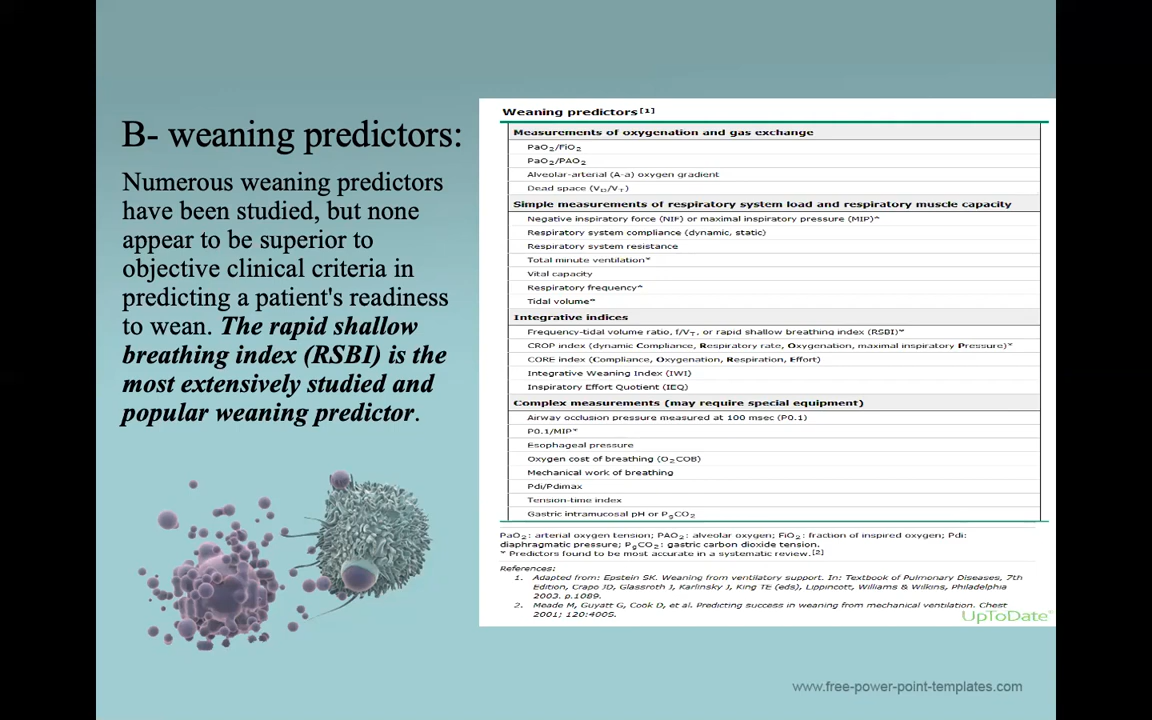 B- weaning predictors:
Numerous weaning predictors
have been studied, but none
appear to be superior to
objective clinical criteria in
predicting a patient's readiness
to wean. The rapid shallow
breathing index (RSBI) is the
most extensively studied and
popular weaning predictor.
Weaning predictors[1]
Measurements of oxygenation and gas exchange
PaO2/FiO2
PaO2/PAO2
Alveolar-arterial (A-a) oxygen gradient
Dead space (VD/VT)
Simple measurements of respiratory system load and respiratory muscle capacity
Negative inspiratory force (NIF) or maximal inspiratory pressure (MIP)*
Respiratory system compliance (dynamic, static)
Respiratory system resistance
Total minute ventilation*
Vital capacity
Respiratory frequency*
Tidal volume*
Integrative indices
Frequency-tidal volume ratio, f/VT, or rapid shallow breathing index (RSBI)*
CROP index (dynamic Compliance, Respiratory rate, Oxygenation, maximal inspiratory Pressure)*
CORE index (Compliance, Oxygenation, Respiration, Effort)
Integrative Weaning Index (IWI)
Inspiratory Effort Quotient (IEQ)
Complex measurements (may require special equipment)
Airway occlusion pressure measured at 100 msec (P0.1)
P0.1/MIP*
Esophageal pressure
Oxygen cost of breathing (O2COB)
Mechanical work of breathing
Pdi/Pdimax
Tension-time index
Gastric intramucosal pH or PgCO2
PaO2: arterial oxygen tension; PAO2: alveolar oxygen; FiO2: fraction of inspired oxygen; Pdi:
diaphragmatic pressure; PgCO2: gastric carbon dioxide tension.
* Predictors found to be most accurate in a systematic review.[2]
References:
1. Adapted from: Epstein SK. Weaning from ventilatory support. In: Textbook of Pulmonary Diseases, 7th
Edition, Crapo JD, Glassroth J, Karlinsky J, King TE (eds), Lippincott, Williams & Wilkins, Philadelphia
2003. p.1089.
2. Meade M, Guyatt G, Cook D, et al. Predicting success in weaning from mechanical ventilation. Chest
2001; 120:400S.
UpToDate®
www.free-power-point-templates.com